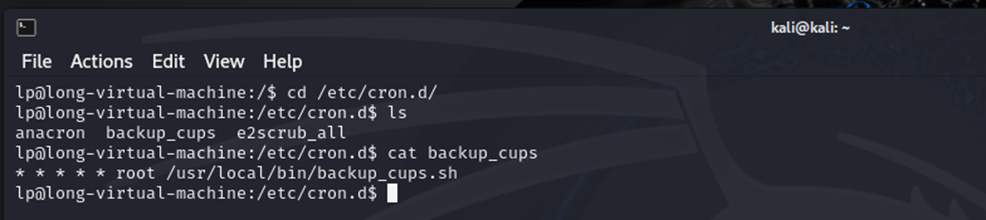 kali@kali: ~
File Actions Edit View Help
lp@long-virtual-machine:/$ cd /etc/cron.d/
lp@long-virtual-machine:/etc/cron.d$ ls
anacron  backup_cups  e2scrub_all
lp@long-virtual-machine:/etc/cron.d$ cat backup_cups
* * * * * root /usr/local/bin/backup_cups.sh
lp@long-virtual-machine:/etc/cron.d$